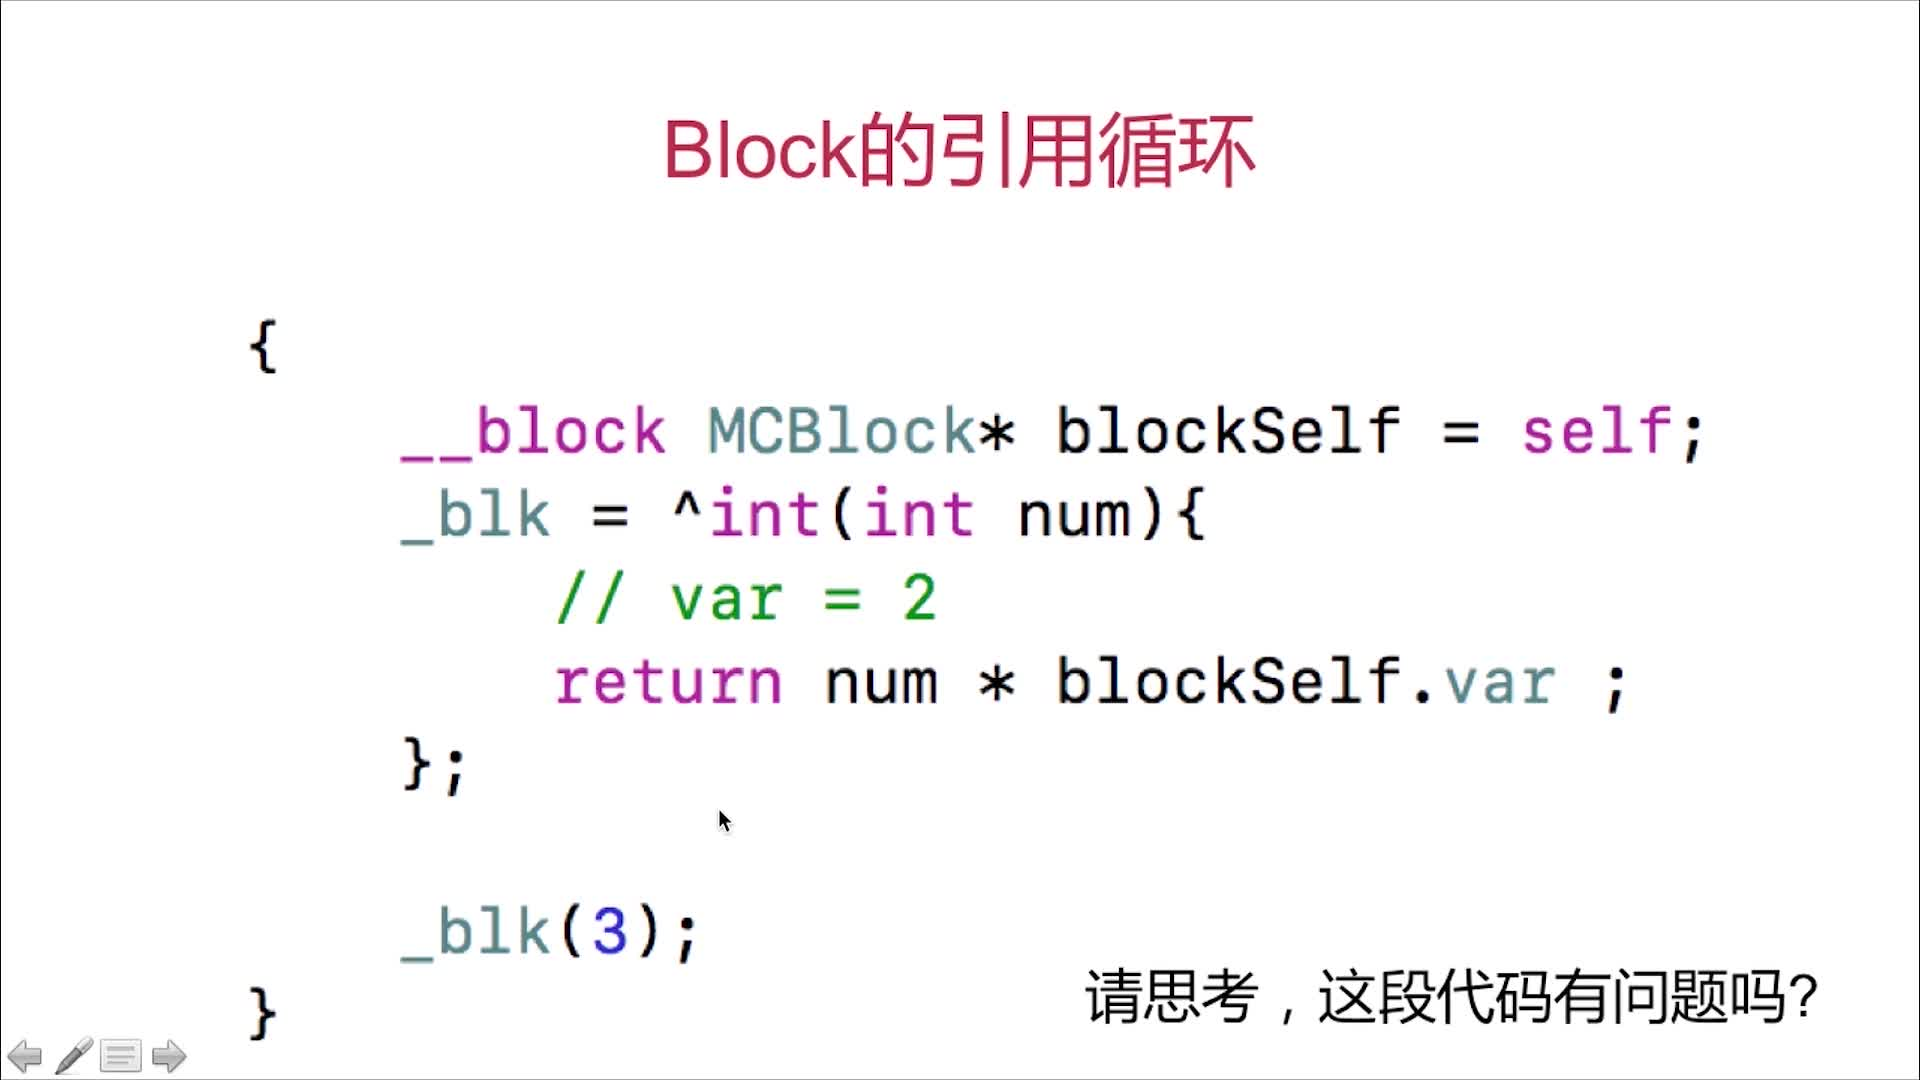 Block的引用循环
{
__block MCBlock* blockSelf = self;
_blk = ^int(int num){
// var = 2
return num * blockSelf.var ;
};
_blk(3);
}
请思考，这段代码有问题吗?